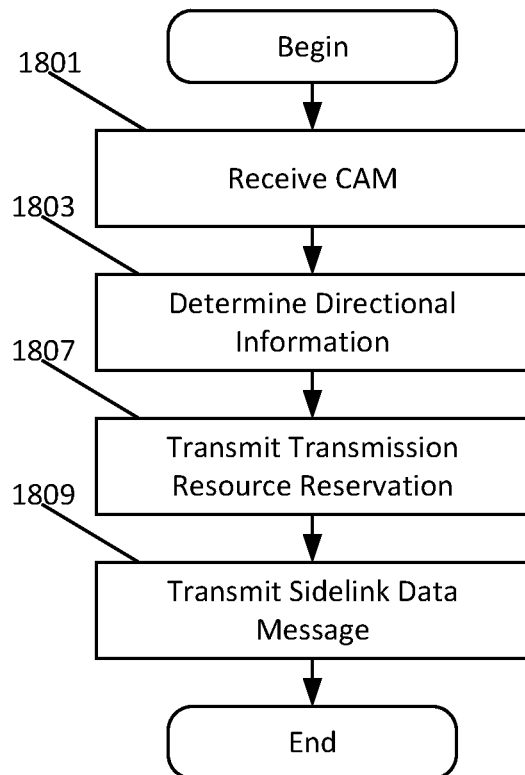 Begin
1801
Receive CAM
1803
Determine Directional
Information
1807
Transmit Transmission
Resource Reservation
1809
Transmit Sidelink Data
Message
End